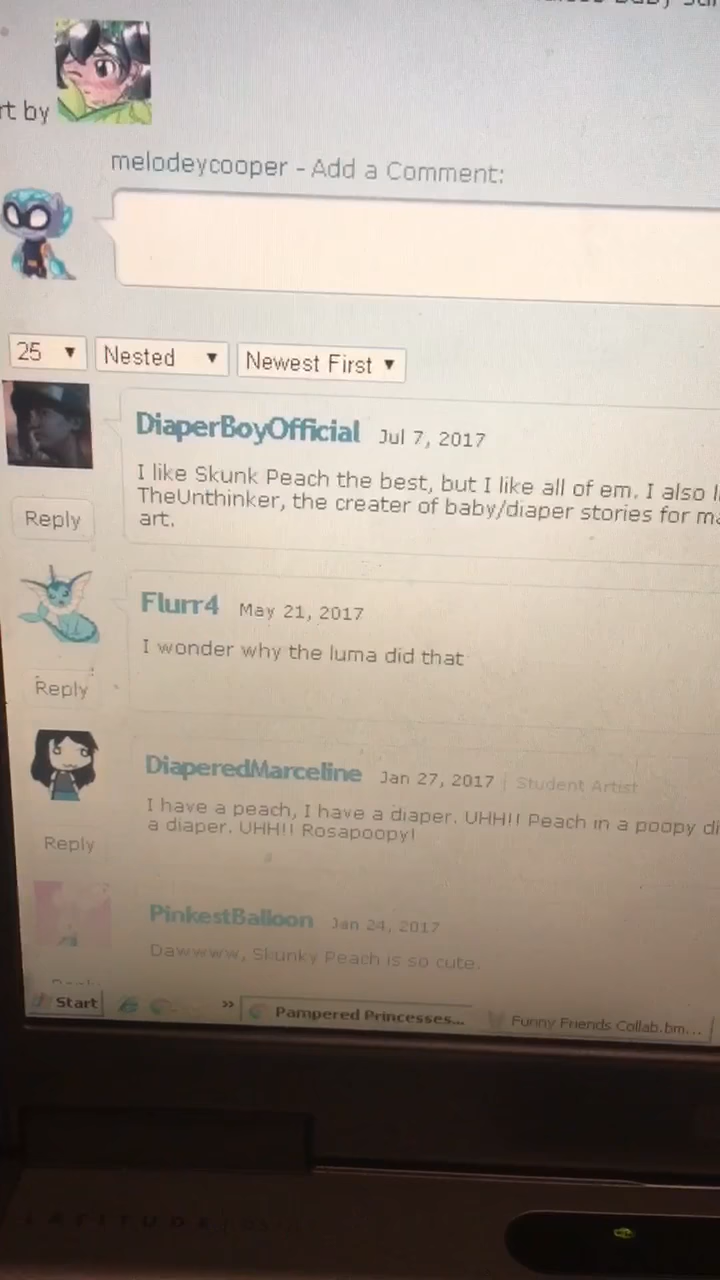 rt by
melodeycooper - Add a Comment:
25 ▼ Nested ▼ Newest First ▼
DiaperBoyOfficial Jul 7, 2017
I like Skunk Peach the best, but I like all of em. I also li
TheUnthinker, the creater of baby/diaper stories for ma
art.
Reply
Flurr4 May 21, 2017
I wonder why the luma did that
Reply
DiaperedMarceline Jan 27, 2017 | Student Artist
I have a peach, I have a diaper. UHH!! Peach in a poopy di
a diaper. UHH!! Rosapoopy!
Reply
PinkestBalloon Jan 24, 2017
Dawwww, Skunky Peach is so cute.
Start » Pampered Princesses... Funny Friends Collab.bm...
LATITUDE